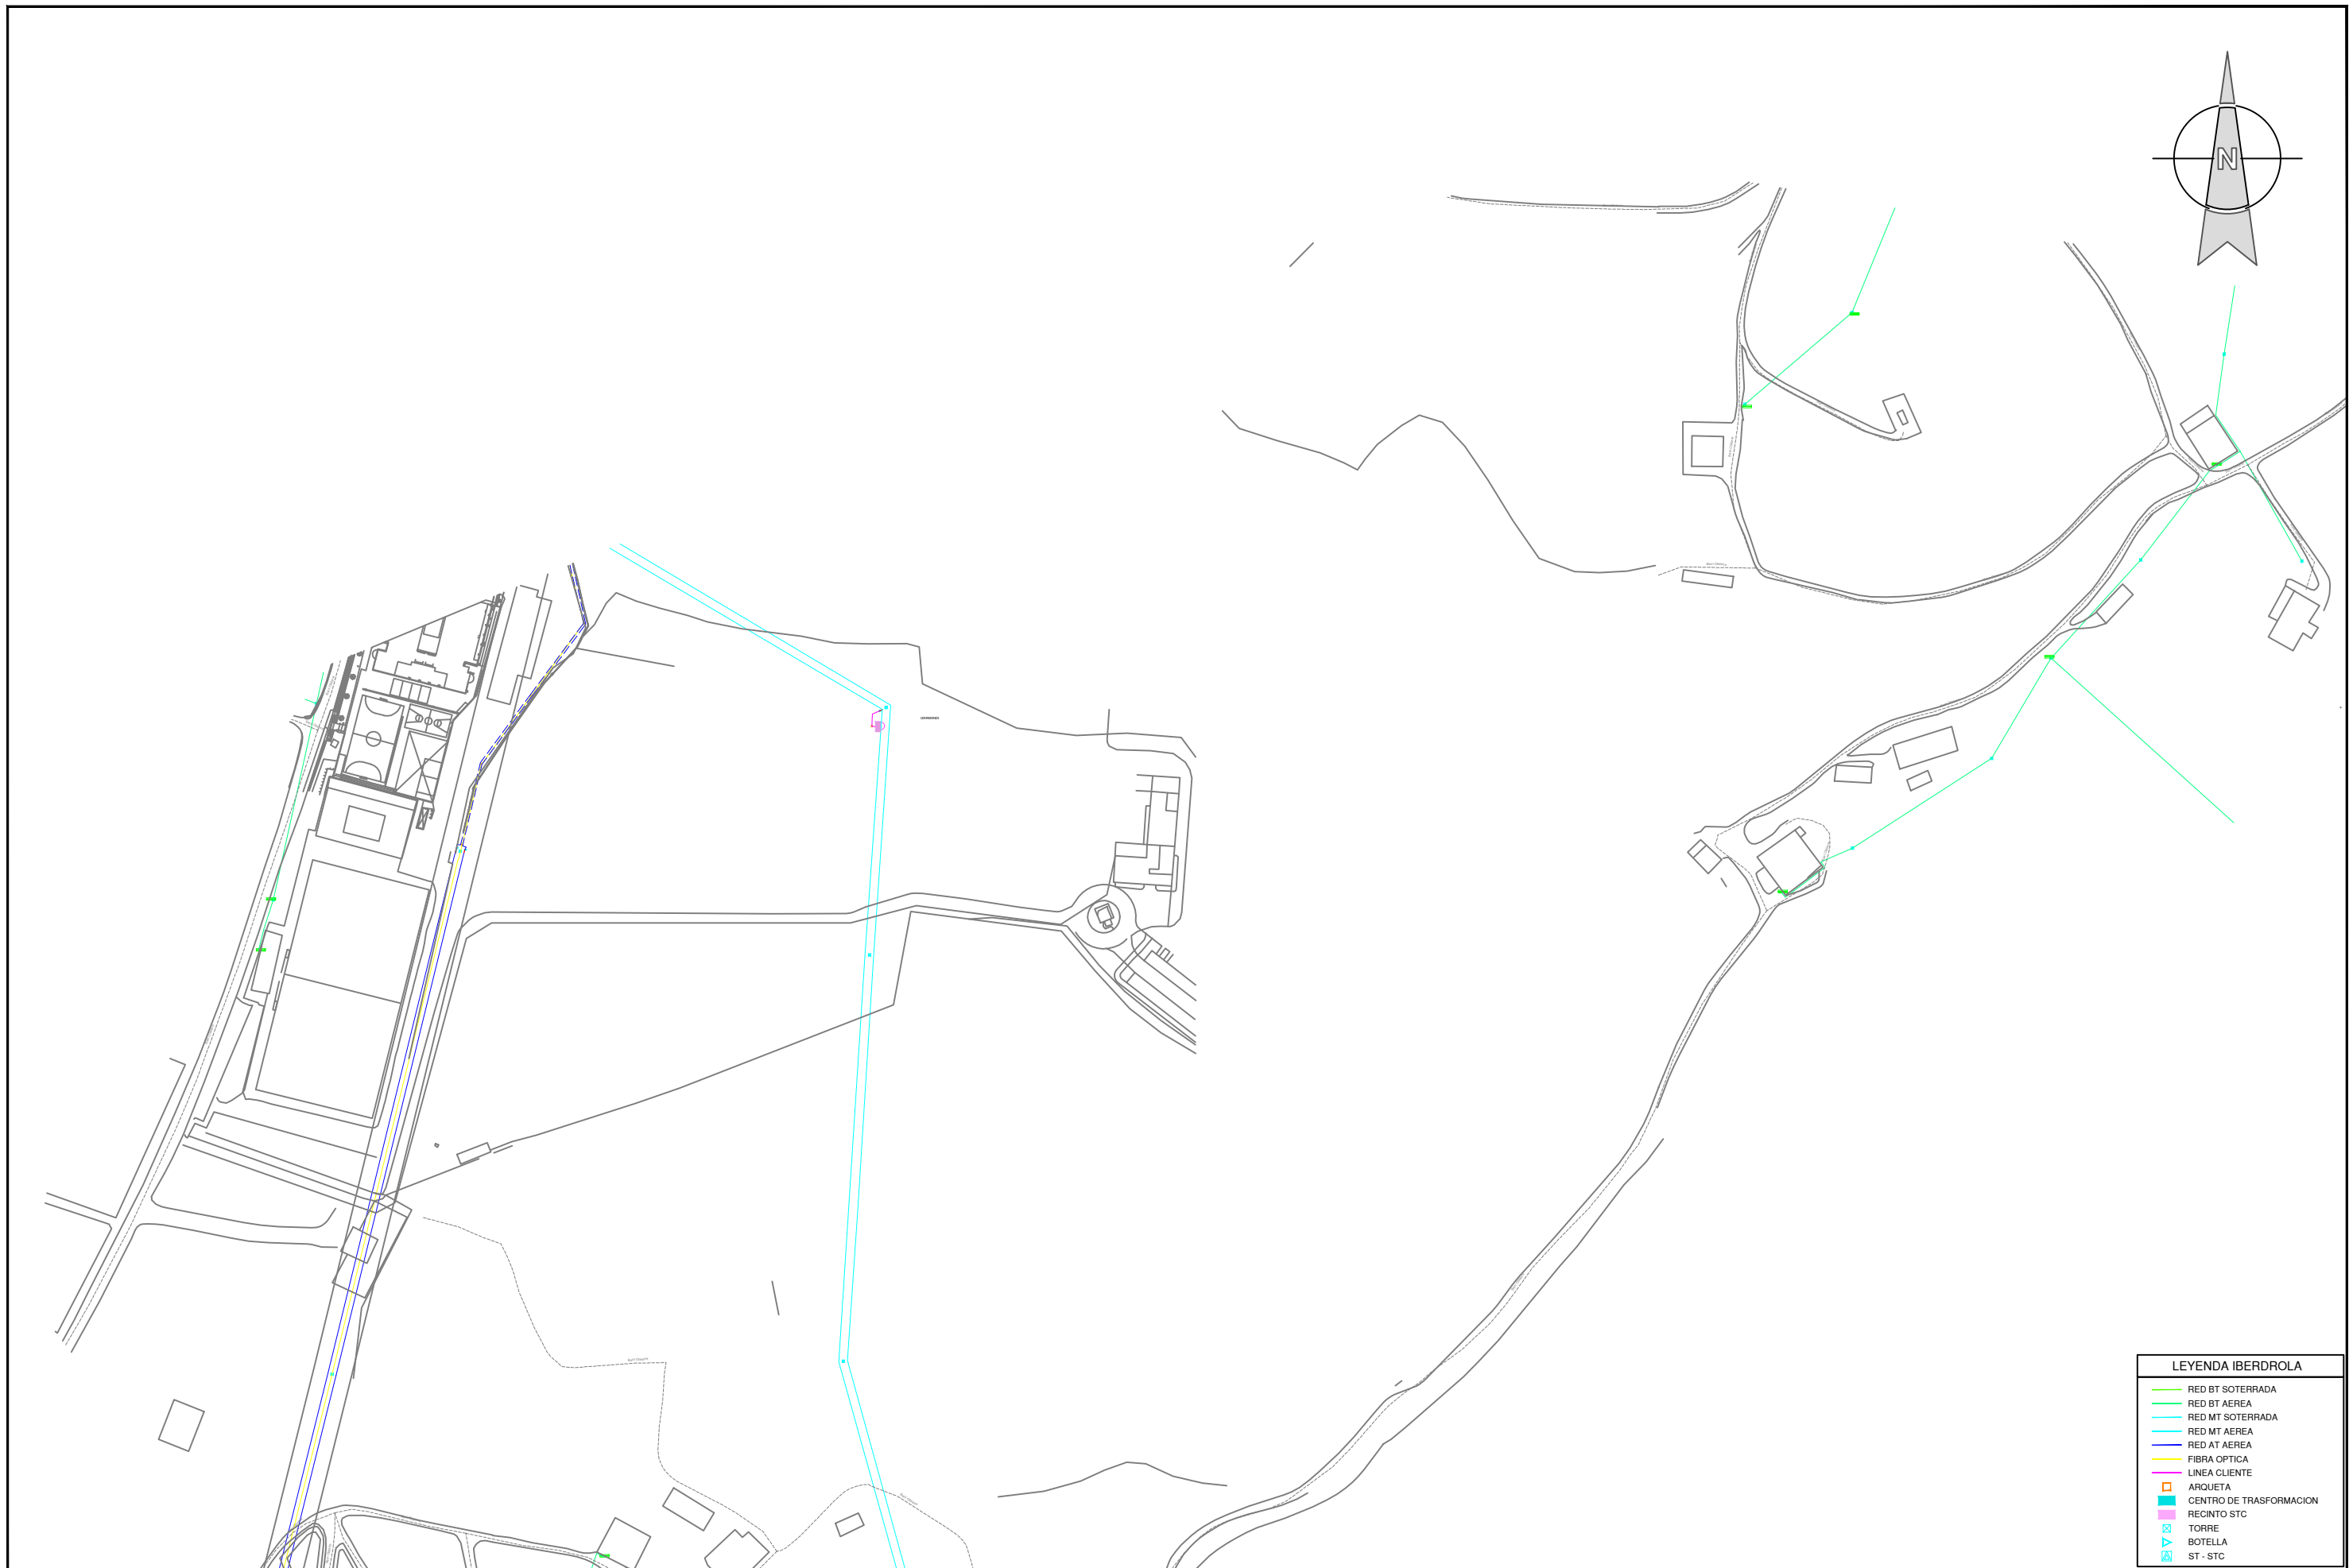 N
LEYENDA IBERDROLA
RED BT SOTERRADA
RED BT AEREA
RED MT SOTERRADA
RED MT AEREA
RED AT AEREA
FIBRA OPTICA
LINEA CLIENTE
ARQUETA
CENTRO DE TRASFORMACION
RECINTO STC
TORRE
BOTELLA
ST - STC